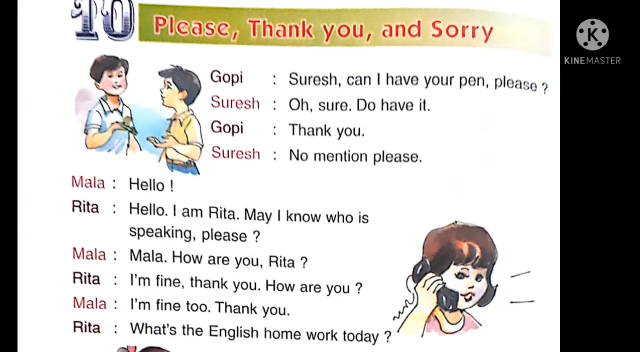 10
Please, Thank you, and Sorry
KINEMASTER
Gopi : Suresh, can I have your pen, please ?
Suresh : Oh, sure. Do have it.
Gopi : Thank you.
Suresh : No mention please.
Mala : Hello !
Rita : Hello. I am Rita. May I know who is
speaking, please ?
Mala : Mala. How are you, Rita ?
Rita : I'm fine, thank you. How are you ?
Mala : I'm fine too. Thank you.
Rita : What's the English home work today ?